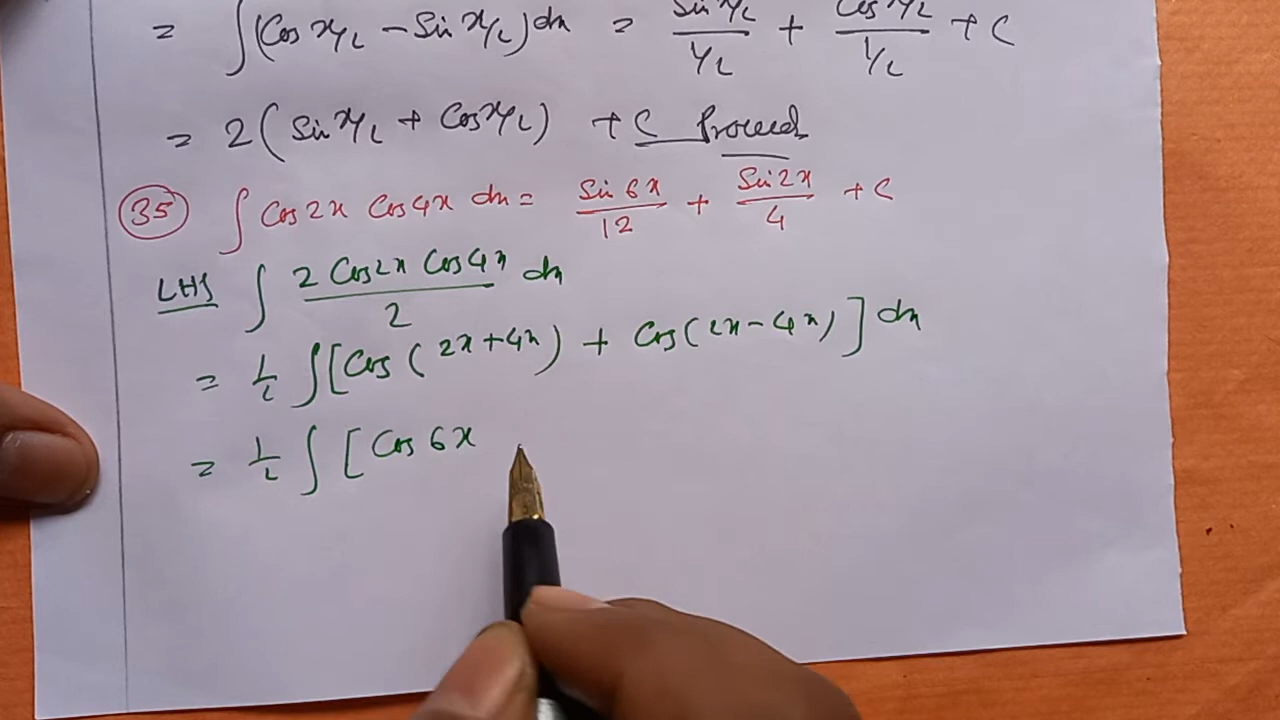 = ∫(Cos x/2 - Sin x/2) dx = Sin x/2 / 1/2 + Cos x/2 / 1/2 + C
= 2 ( Sin x/2 + Cos x/2 ) + C Proved
35 ∫ Cos 2x Cos 4x dx = Sin 6x / 12 + Sin 2x / 4 + C
LHS ∫ 2 Cos 2x Cos 4x / 2 dx
= 1/2 ∫ [Cos ( 2x + 4x ) + Cos ( 2x - 4x ) ] dx
= 1/2 ∫ [ Cos 6x